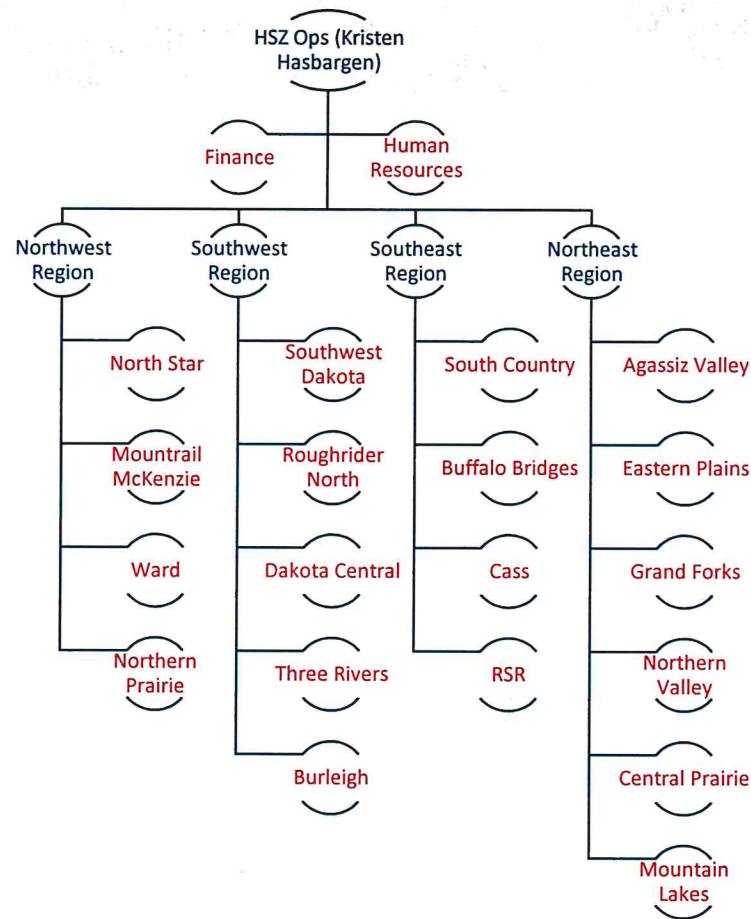 HSZ Ops (Kristen
Hasbargen)
Finance
Human
Resources
Northwest
Region
Southwest
Region
Southeast
Region
Northeast
Region
North Star
Mountrail
McKenzie
Ward
Northern
Prairie
Southwest
Dakota
Roughrider
North
Dakota Central
Three Rivers
Burleigh
South Country
Buffalo Bridges
Cass
RSR
Agassiz Valley
Eastern Plains
Grand Forks
Northern
Valley
Central Prairie
Mountain
Lakes